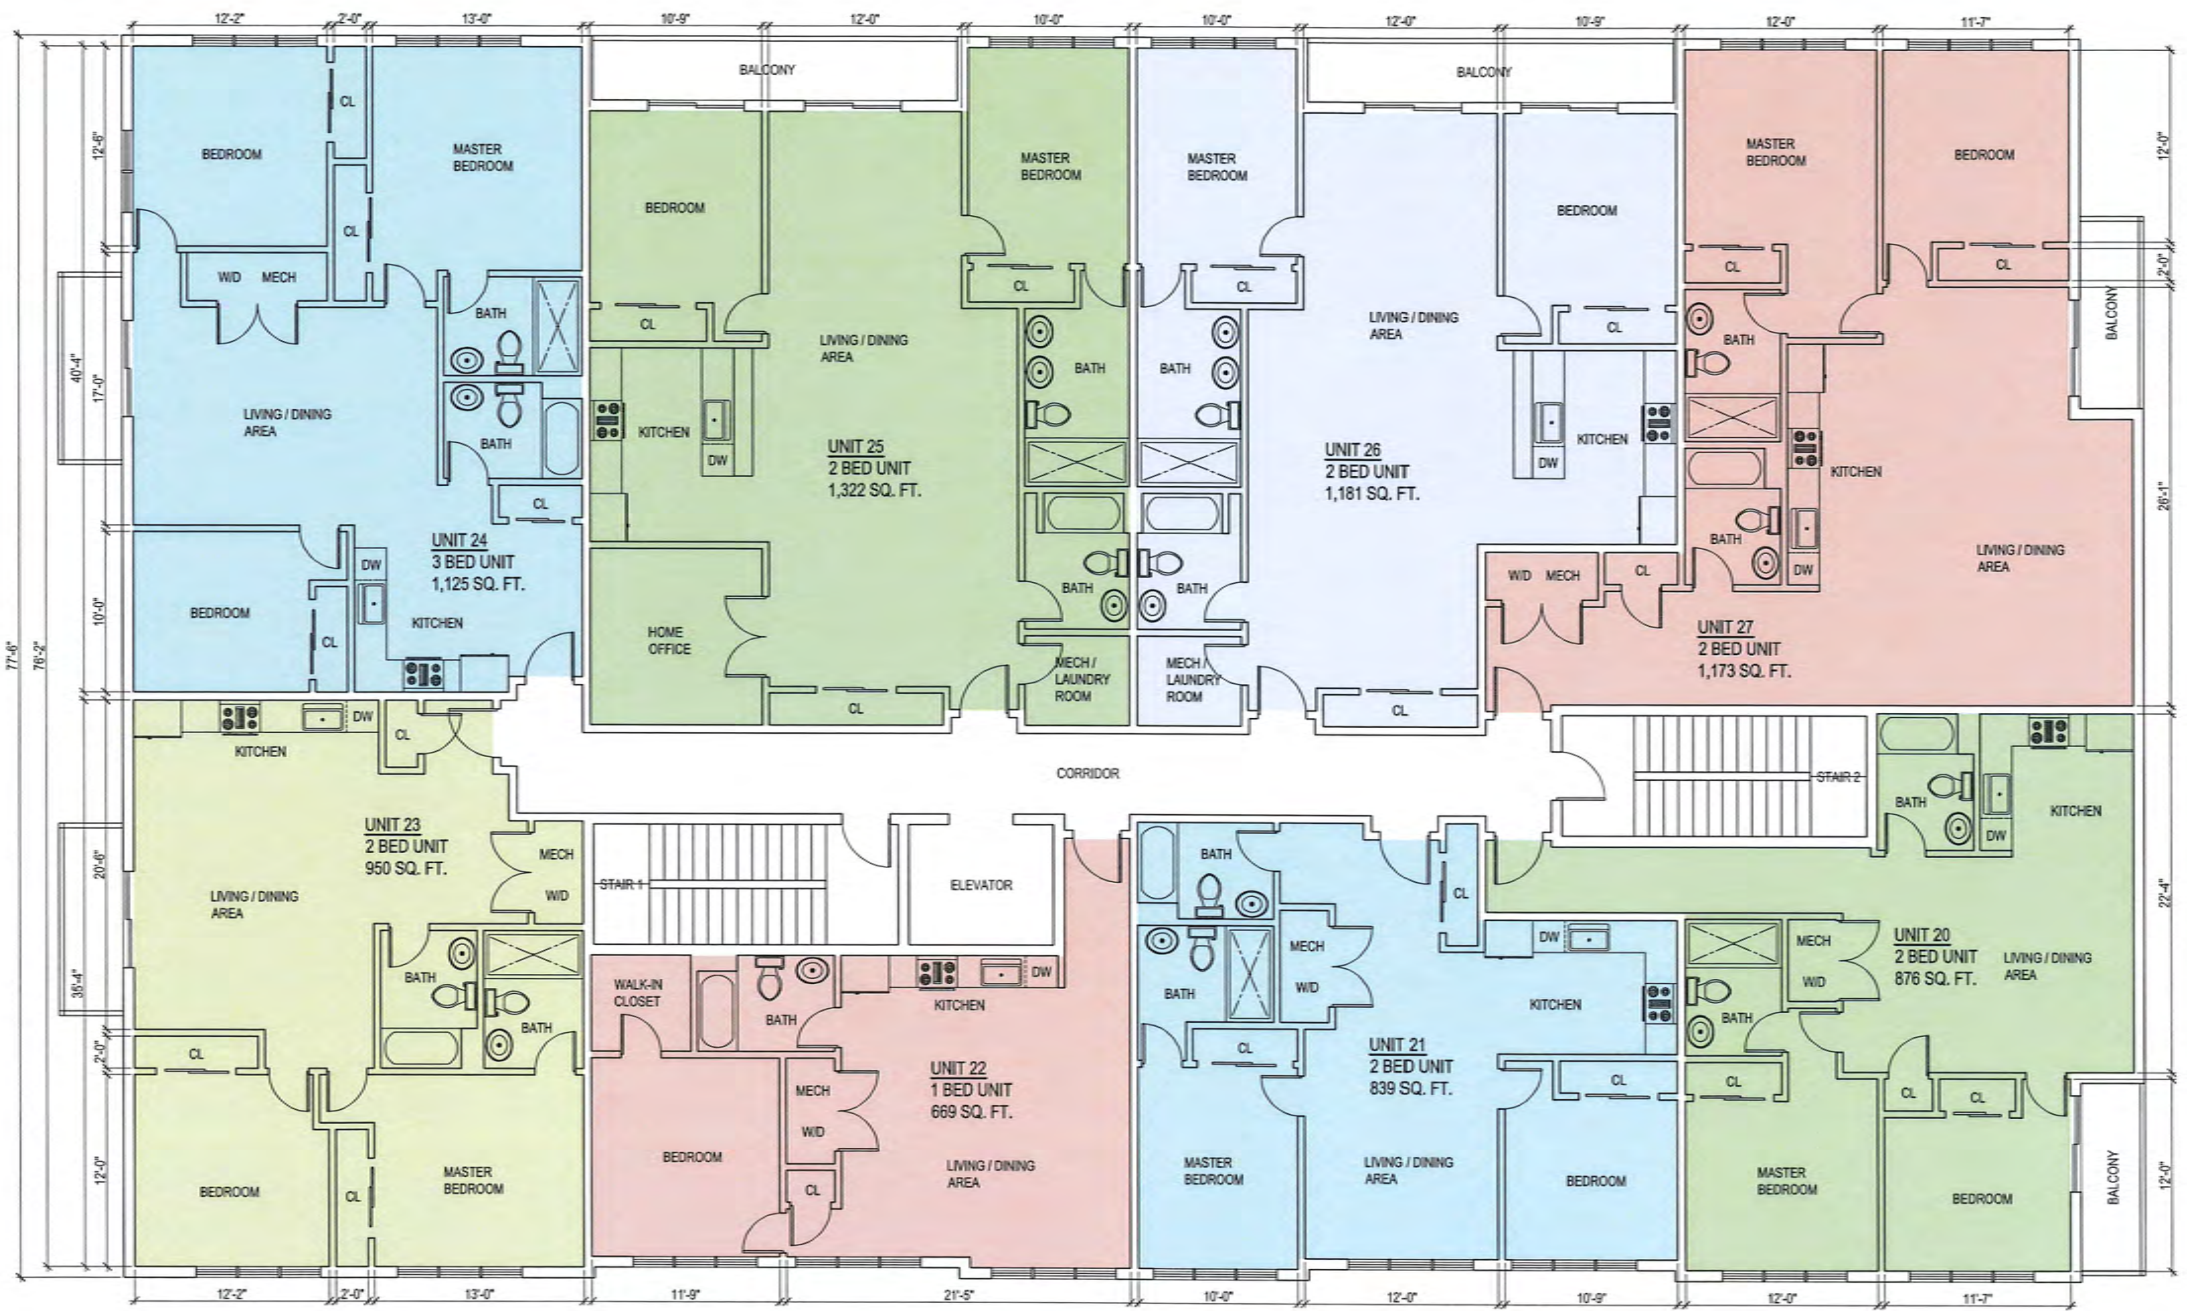 12'-2"
2'-0"
13'-0"
10'-9"
12'-0"
10'-0"
10'-0"
12'-0"
10'-9"
12'-0"
11'-7"
77'-6"
76'-2"
40'-4"
12'-6"
17'-0"
10'-0"
35'-4"
20'-6"
2'-0"
12'-0"
BEDROOM
CL
CL
MASTER
BEDROOM
W/D MECH
BATH
BATH
LIVING / DINING
AREA
CL
UNIT 24
3 BED UNIT
1,125 SQ. FT.
BEDROOM
CL
DW
KITCHEN
BALCONY
BEDROOM
CL
LIVING / DINING
AREA
MASTER
BEDROOM
CL
BATH
KITCHEN
DW
UNIT 25
2 BED UNIT
1,322 SQ. FT.
HOME
OFFICE
BATH
MECH /
LAUNDRY
ROOM
CL
BALCONY
MASTER
BEDROOM
CL
BATH
LIVING / DINING
AREA
BEDROOM
CL
KITCHEN
DW
UNIT 26
2 BED UNIT
1,181 SQ. FT.
BATH
MECH /
LAUNDRY
ROOM
CL
MASTER
BEDROOM
CL
BEDROOM
CL
BATH
BALCONY
KITCHEN
BATH
DW
LIVING / DINING
AREA
W/D MECH
CL
UNIT 27
2 BED UNIT
1,173 SQ. FT.
12'-0"
2'-0"
26'-1"
22'-4"
12'-0"
CORRIDOR
STAIR 2
STAIR 1
ELEVATOR
KITCHEN
DW
CL
UNIT 23
2 BED UNIT
950 SQ. FT.
MECH
W/D
LIVING / DINING
AREA
BATH
BATH
CL
BEDROOM
CL
MASTER
BEDROOM
WALK-IN
CLOSET
BATH
KITCHEN
DW
UNIT 22
1 BED UNIT
669 SQ. FT.
MECH
W/D
BEDROOM
CL
LIVING / DINING
AREA
BATH
CL
MECH
W/D
BATH
DW
KITCHEN
CL
UNIT 21
2 BED UNIT
839 SQ. FT.
CL
MASTER
BEDROOM
LIVING / DINING
AREA
BEDROOM
BATH
DW
KITCHEN
MECH
W/D
UNIT 20
2 BED UNIT
876 SQ. FT.
LIVING / DINING
AREA
BATH
CL
CL
CL
MASTER
BEDROOM
BEDROOM
BALCONY
12'-2"
2'-0"
13'-0"
11'-9"
21'-5"
10'-0"
12'-0"
10'-9"
12'-0"
11'-7"